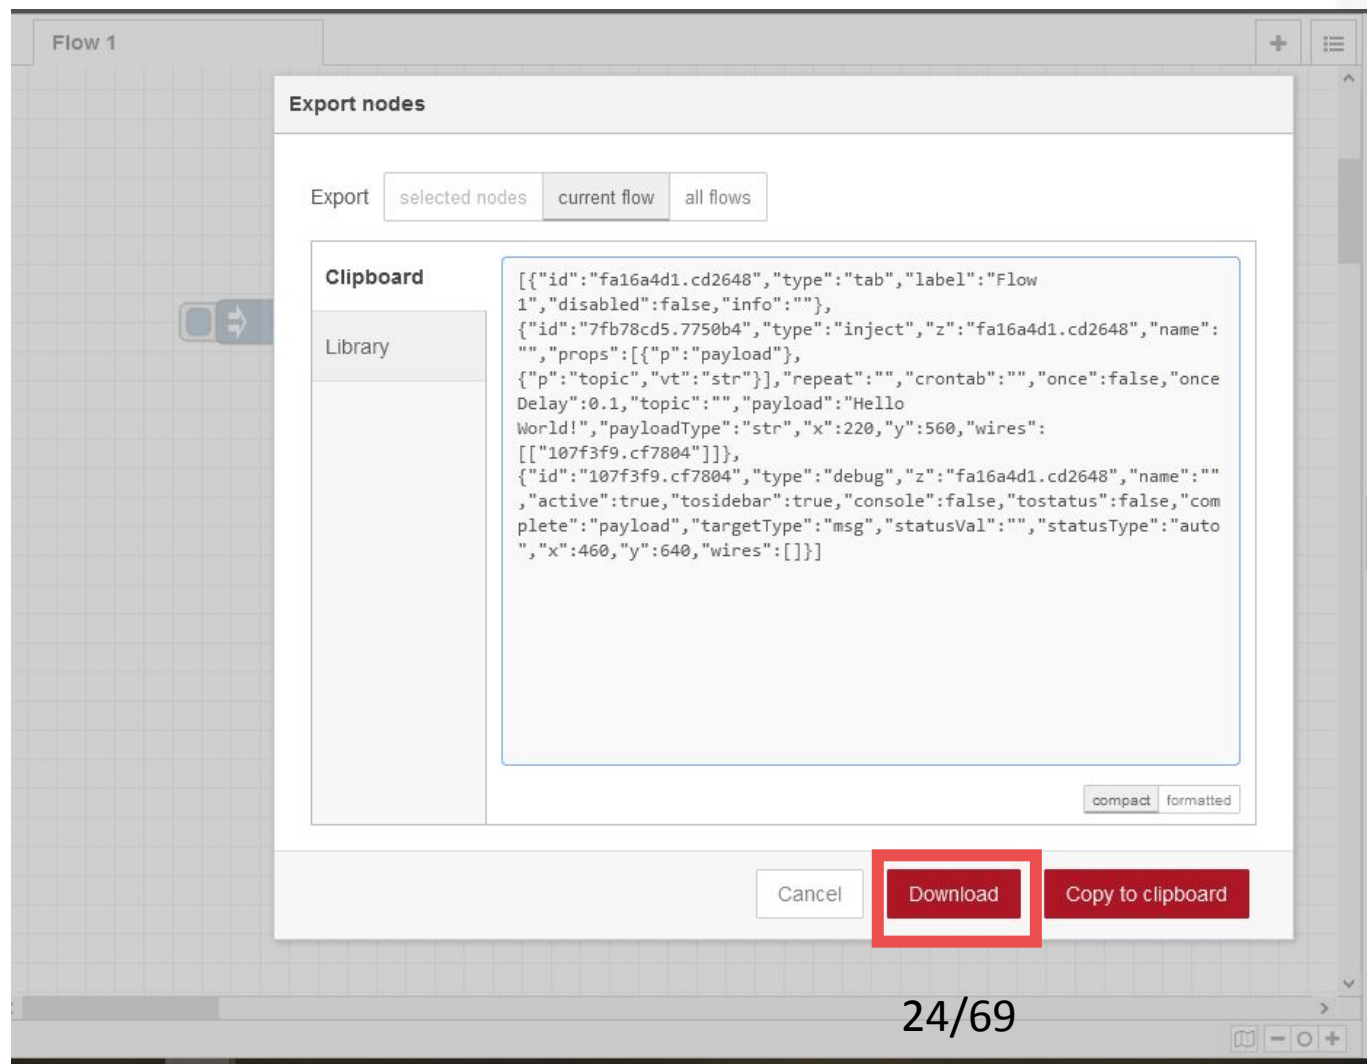 Flow 1
Export nodes
Export selected nodes current flow all flows
Clipboard
Library
[{"id":"fa16a4d1.cd2648","type":"tab","label":"Flow
1","disabled":false,"info":""},
{"id":"7fb78cd5.7750b4","type":"inject","z":"fa16a4d1.cd2648","name":
"","props":[{"p":"payload"},
{"p":"topic","vt":"str"}],"repeat":"","crontab":"","once":false,"once
Delay":0.1,"topic":"","payload":"Hello
World!","payloadType":"str","x":220,"y":560,"wires":
[["107f3f9.cf7804"]]},
{"id":"107f3f9.cf7804","type":"debug","z":"fa16a4d1.cd2648","name":""
,"active":true,"tosidebar":true,"console":false,"tostatus":false,"com
plete":"payload","targetType":"msg","statusVal":"","statusType":"auto
","x":460,"y":640,"wires":[]}]
compact formatted
Cancel Download Copy to clipboard
24/69